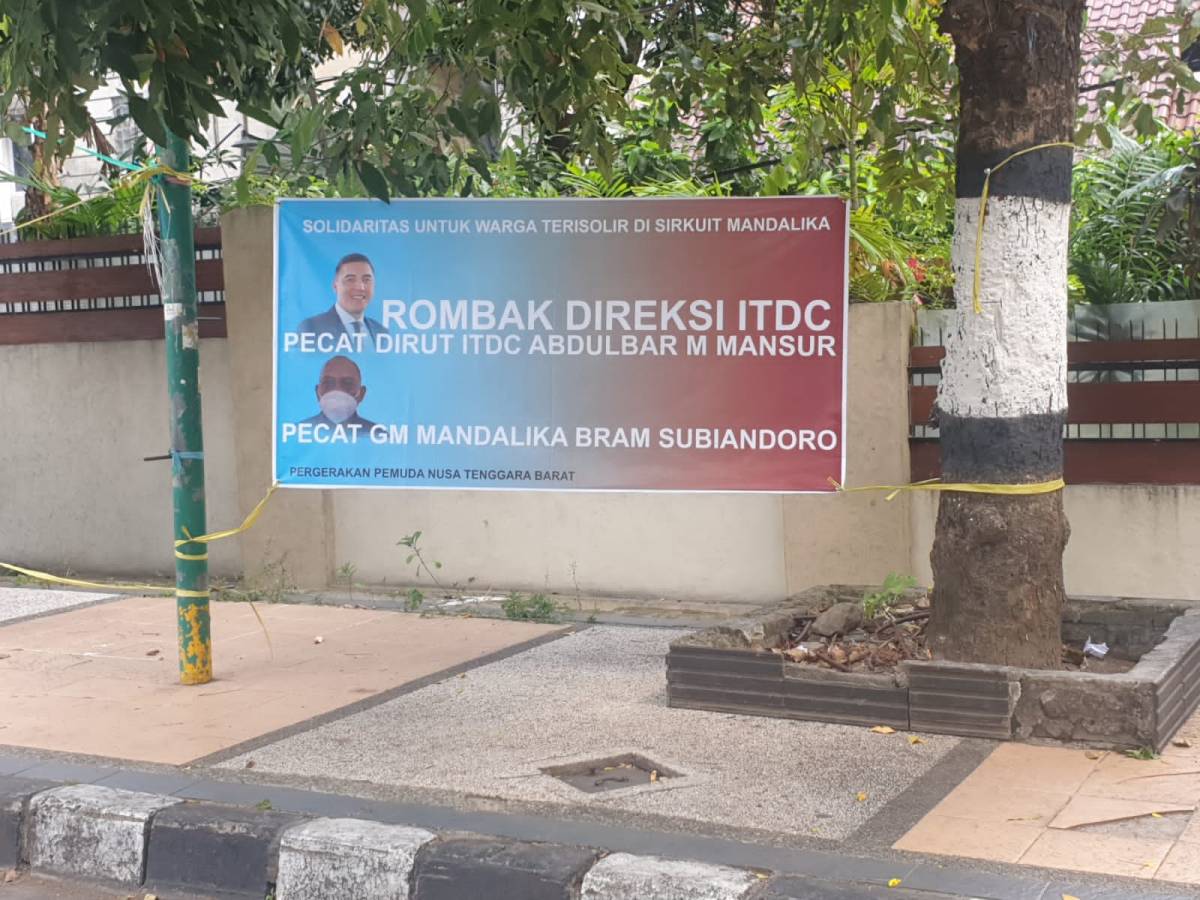 SOLIDARITAS UNTUK WARGA TERISOLIR DI SIRKUIT MANDALIKA
ROMBAK DIREKSI ITDC
PECAT DIRUT ITDC ABDULBAR M MANSUR
PECAT GM MANDALIKA BRAM SUBIANDORO
PERGERAKAN PEMUDA NUSA TENGGARA BARAT